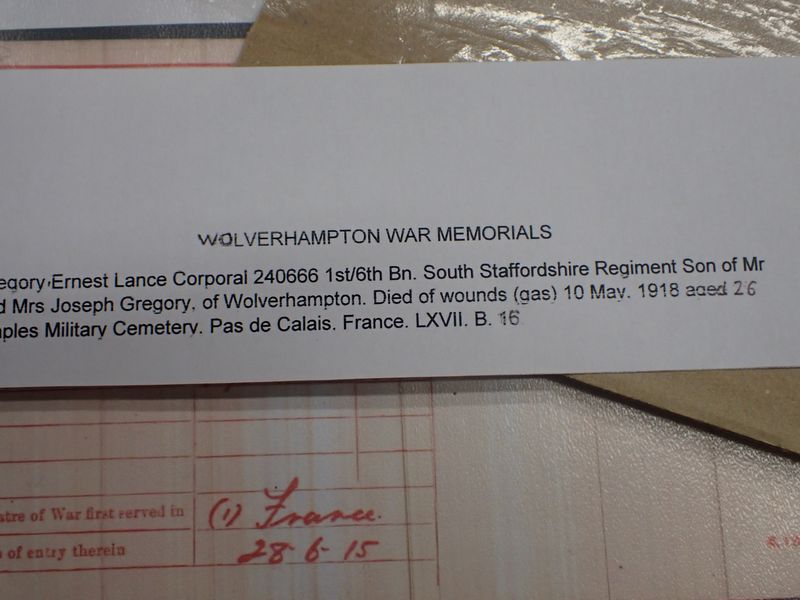 WOLVERHAMPTON WAR MEMORIALS
egory, Ernest Lance Corporal 240666 1st/6th Bn. South Staffordshire Regiment Son of Mr
d Mrs Joseph Gregory, of Wolverhampton. Died of wounds (gas) 10 May. 1918 aged 26
aples Military Cemetery. Pas de Calais. France. LXVII. B. 16
atre of War first served in (1) France.
of entry therein 28-6-15